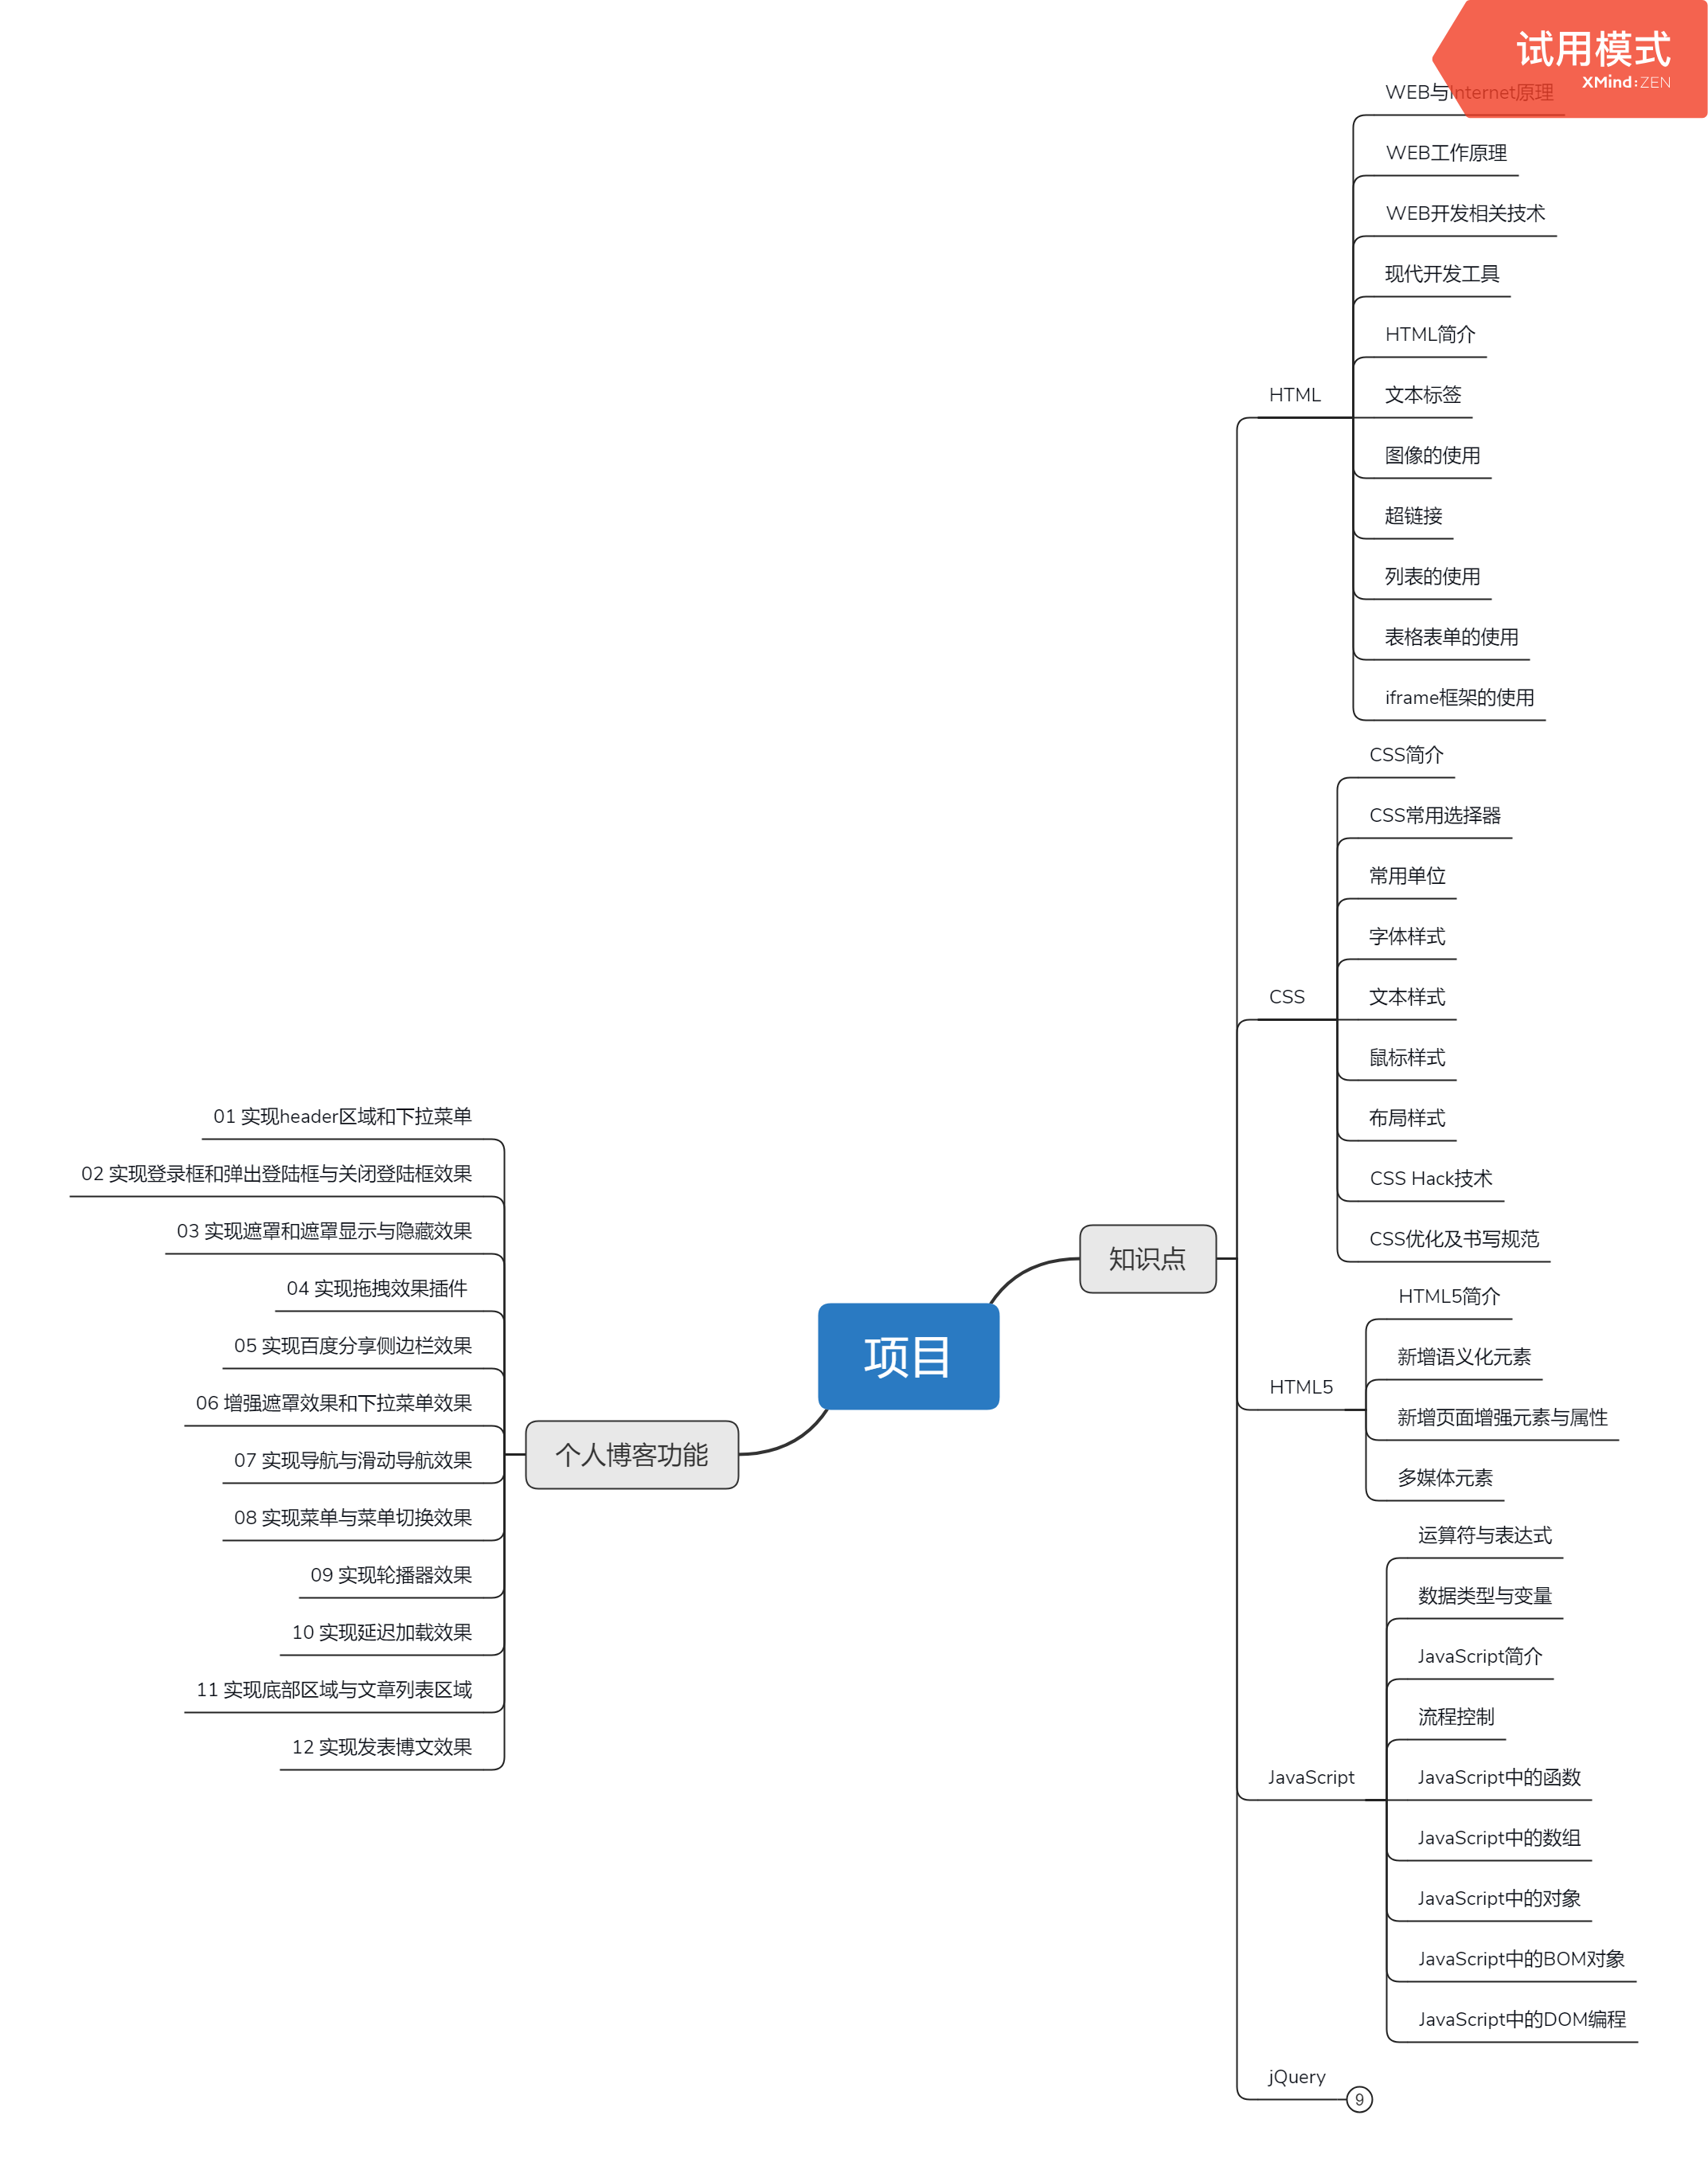 试用模式
XMind:ZEN
项目
知识点
HTML
WEB与Internet原理
WEB工作原理
WEB开发相关技术
现代开发工具
HTML简介
文本标签
图像的使用
超链接
列表的使用
表格表单的使用
iframe框架的使用
CSS
CSS简介
CSS常用选择器
常用单位
字体样式
文本样式
鼠标样式
布局样式
CSS Hack技术
CSS优化及书写规范
HTML5
HTML5简介
新增语义化元素
新增页面增强元素与属性
多媒体元素
JavaScript
运算符与表达式
数据类型与变量
JavaScript简介
流程控制
JavaScript中的函数
JavaScript中的数组
JavaScript中的对象
JavaScript中的BOM对象
JavaScript中的DOM编程
jQuery
9
个人博客功能
01 实现header区域和下拉菜单
02 实现登录框和弹出登陆框与关闭登陆框效果
03 实现遮罩和遮罩显示与隐藏效果
04 实现拖拽效果插件
05 实现百度分享侧边栏效果
06 增强遮罩效果和下拉菜单效果
07 实现导航与滑动导航效果
08 实现菜单与菜单切换效果
09 实现轮播器效果
10 实现延迟加载效果
11 实现底部区域与文章列表区域
12 实现发表博文效果